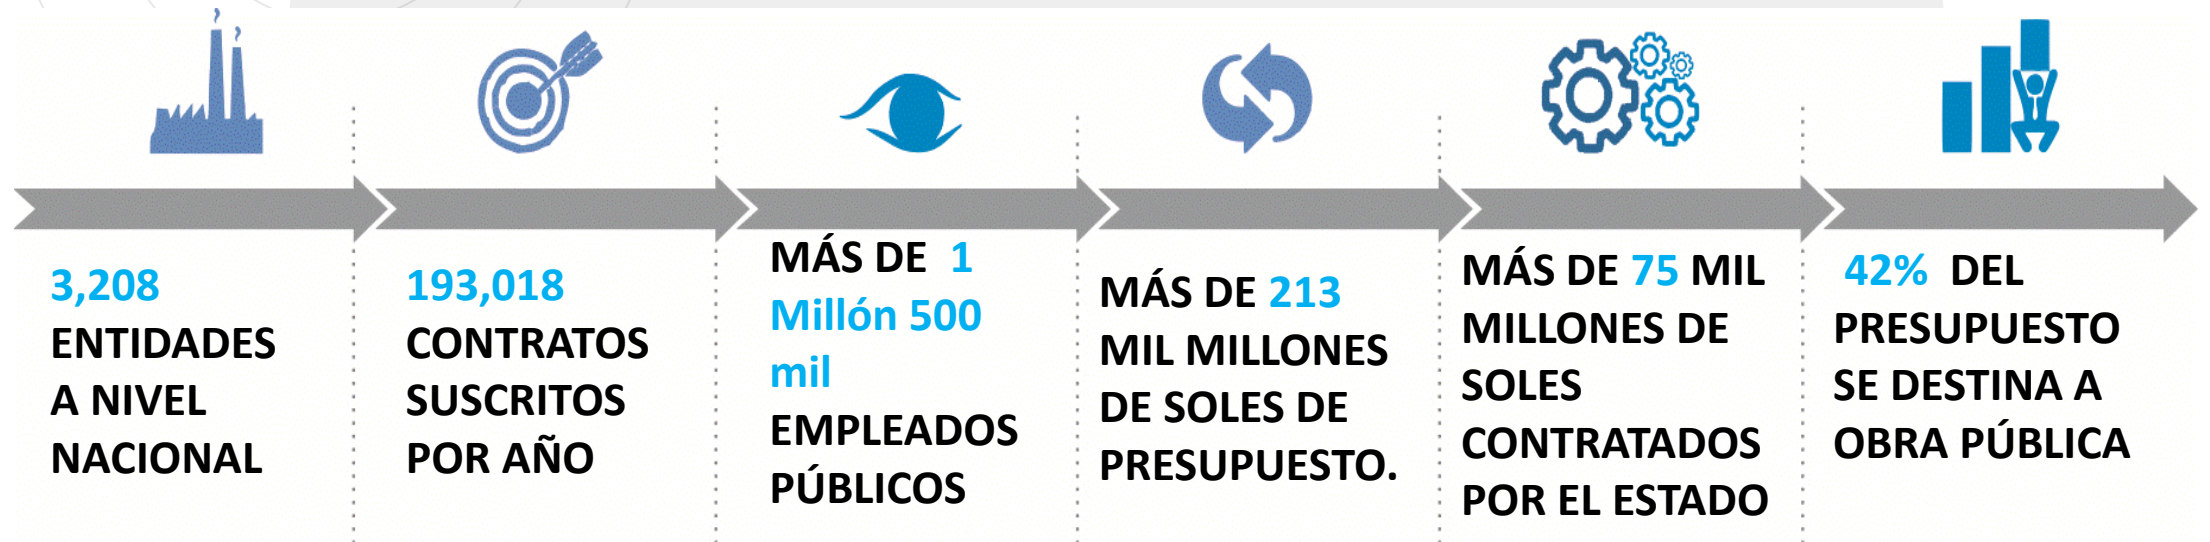 3,208
ENTIDADES
A NIVEL
NACIONAL
193,018
CONTRATOS
SUSCRITOS
POR AÑO
MÁS DE 1
Millón 500
mil
EMPLEADOS
PÚBLICOS
MÁS DE 213
MIL MILLONES
DE SOLES DE
PRESUPUESTO.
MÁS DE 75 MIL
MILLONES DE
SOLES
CONTRATADOS
POR EL ESTADO
42% DEL
PRESUPUESTO
SE DESTINA A
OBRA PÚBLICA